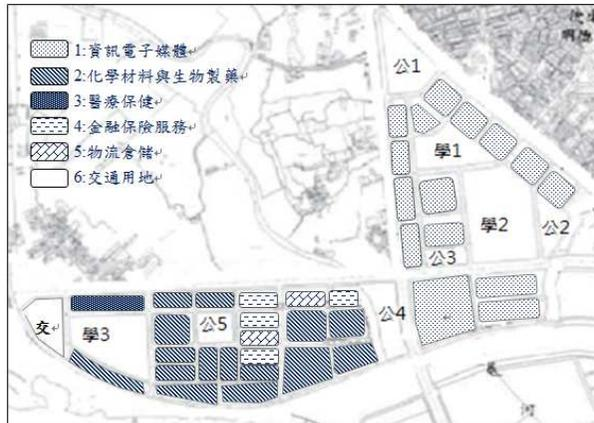 1:資訊電子媒體
2:化學材料與生物製藥
3:醫療保健
4:金融保險服務
5:物流倉儲
6:交通用地
公1
學1
學2
公2
公3
公4
公5
學3
交
河